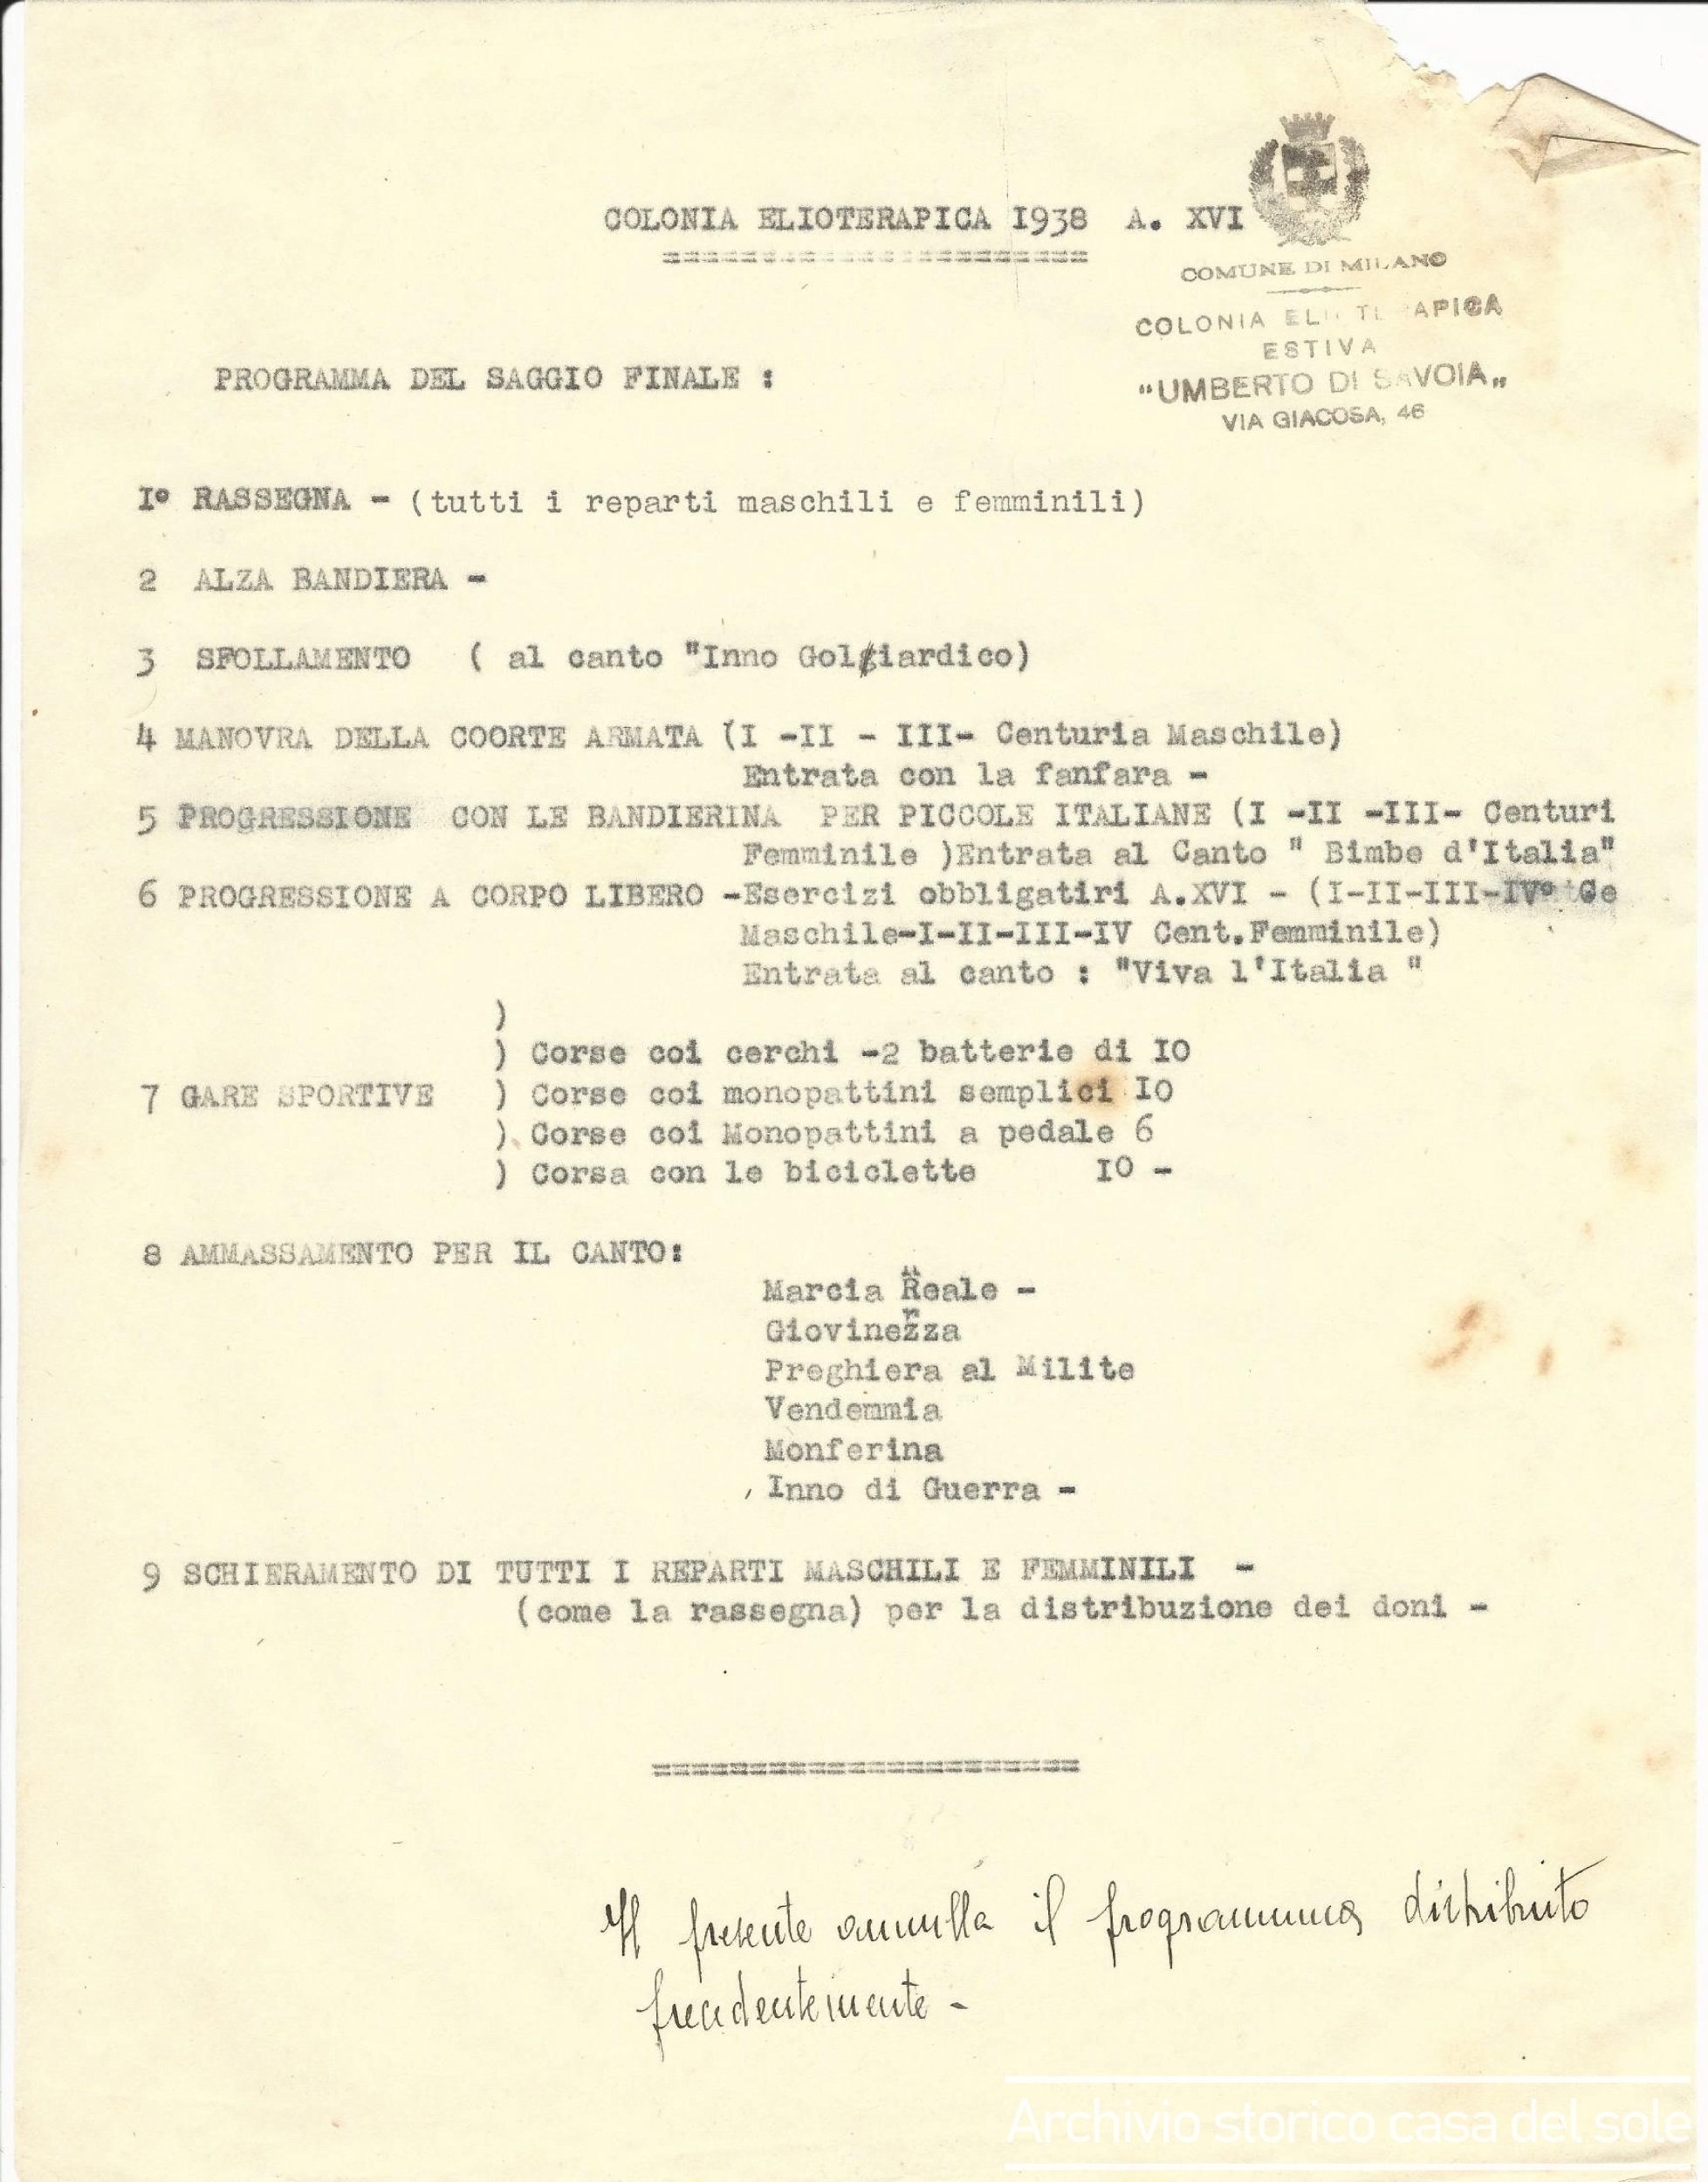 COLONIA ELIOTERAPICA I938 A. XVI
=======================
COMUNE DI MILANO
COLONIA ELIOTERAPICA
ESTIVA
"UMBERTO DI SAVOIA„
VIA GIACOSA, 46
PROGRAMMA DEL SAGGIO FINALE :
I° RASSEGNA - (tutti i reparti maschili e femminili)
2 ALZA BANDIERA -
3 SFOLLAMENTO ( al canto "Inno Golgiardico)
4 MANOVRA DELLA COORTE ARMATA (I -II - III- Centuria Maschile)
Entrata con la fanfara -
5 PROGRESSIONE CON LE BANDIERINA PER PICCOLE ITALIANE (I -II -III- Centuri
Femminile )Entrata al Canto " Bimbe d'Italia"
6 PROGRESSIONE A CORPO LIBERO -Esercizi obbligatiri A.XVI - (I-II-III-IV° Ce
Maschile-I-II-III-IV Cent.Femminile)
Entrata al canto : "Viva l'Italia "
)
) Corse coi cerchi -2 batterie di IO
7 GARE SPORTIVE ) Corse coi monopattini semplici IO
) Corse coi Monopattini a pedale 6
) Corsa con le biciclette IO -
8 AMMASSAMENTO PER IL CANTO:
Marcia Reale -
Giovinezza
Preghiera al Milite
Vendemmia
Monferina
Inno di Guerra -
9 SCHIERAMENTO DI TUTTI I REPARTI MASCHILI E FEMMINILI -
(come la rassegna) per la distribuzione dei doni -
======================
Il presente annulla il programma distribuito
precedentemente -
Archivio storico casa del sole